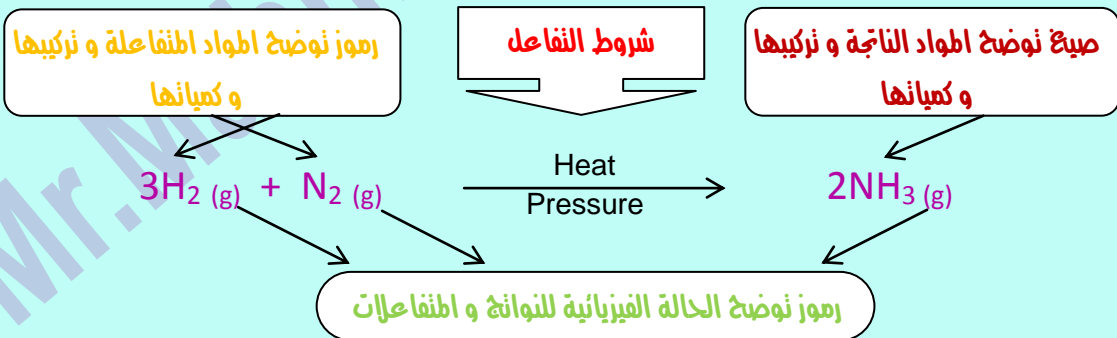 رموز توضح المواد المتفاعلة و تركيبها
و كمياتها
شروط التفاعل
صيغ توضح المواد الناتجة و تركيبها
و كمياتها
3H₂ (g) + N₂ (g)
Heat
Pressure
2NH₃ (g)
رموز توضح الحالة الفيزيائية للنواتج و المتفاعلات